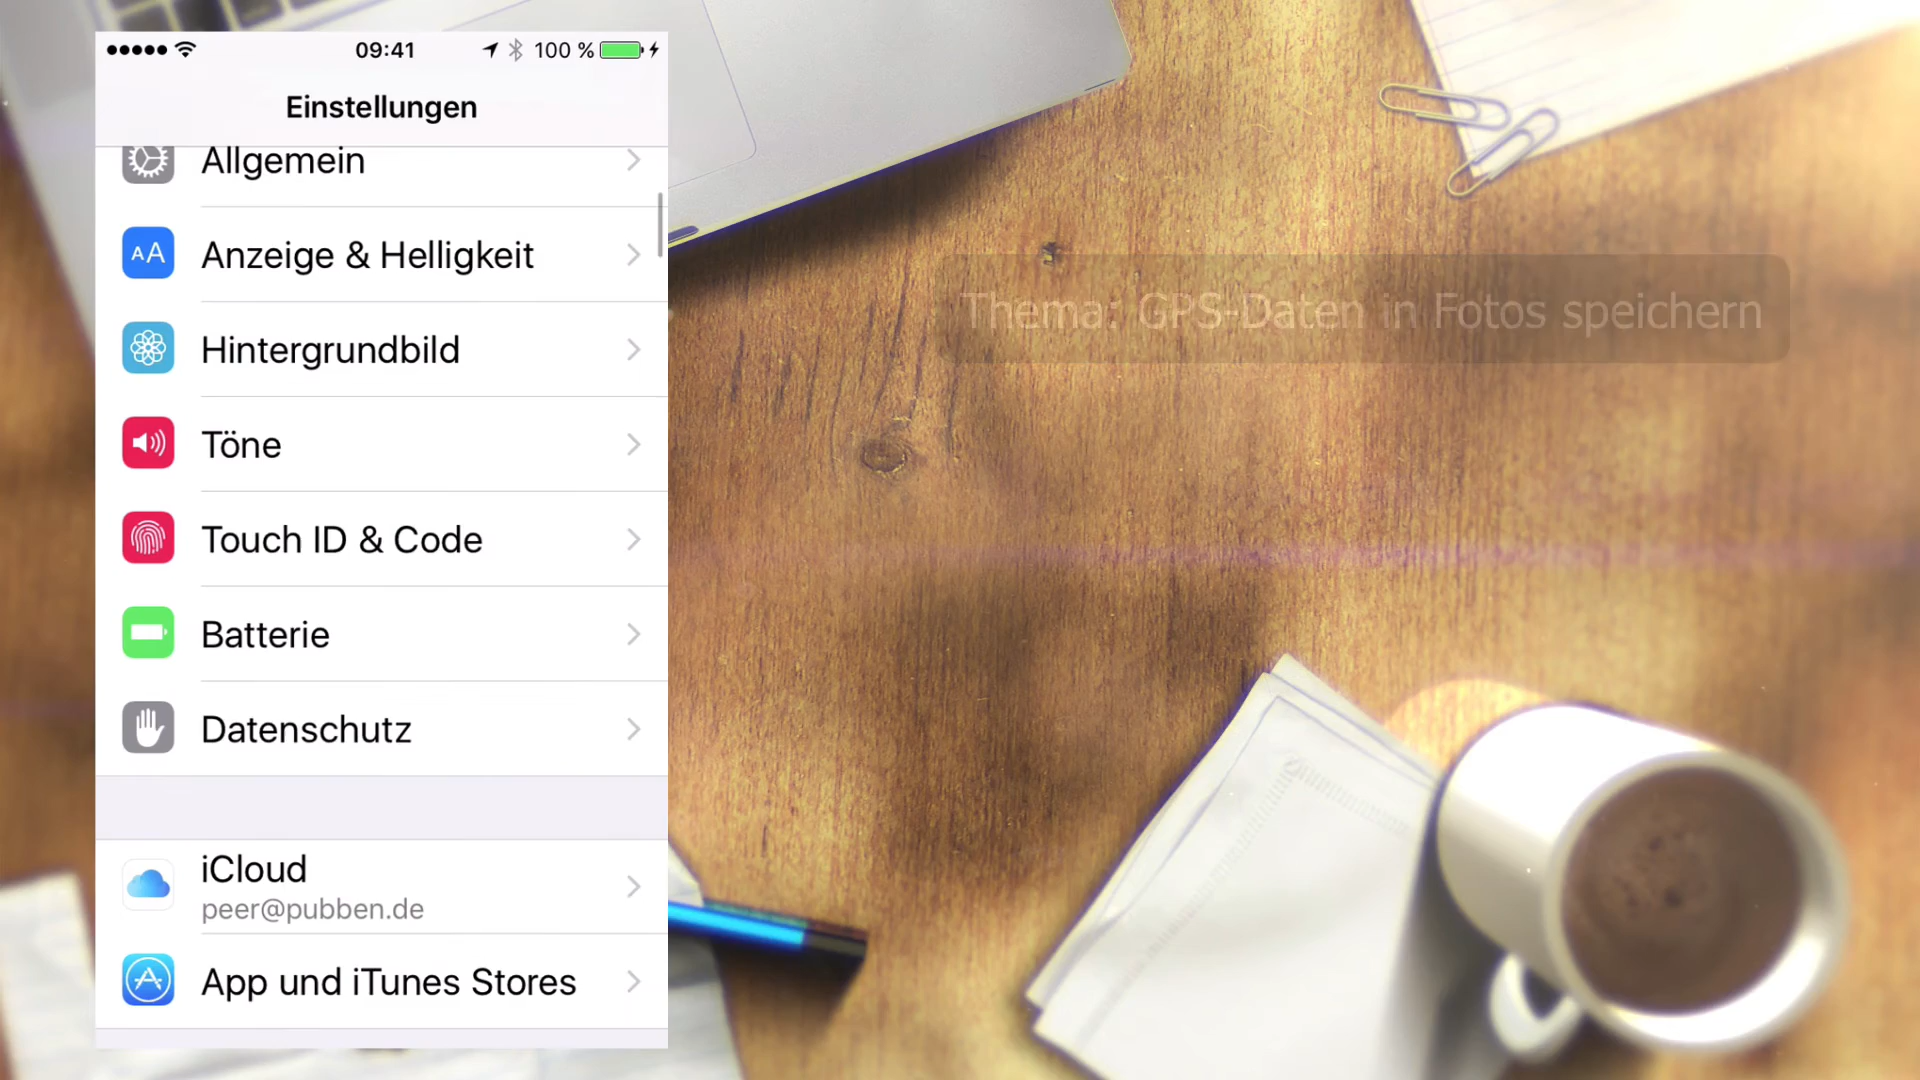 09:41
100 %
Einstellungen
Allgemein
AA Anzeige & Helligkeit
Hintergrundbild
Töne
Touch ID & Code
Batterie
Datenschutz
iCloud
peer@pubben.de
App und iTunes Stores
Thema: GPS-Daten in Fotos speichern